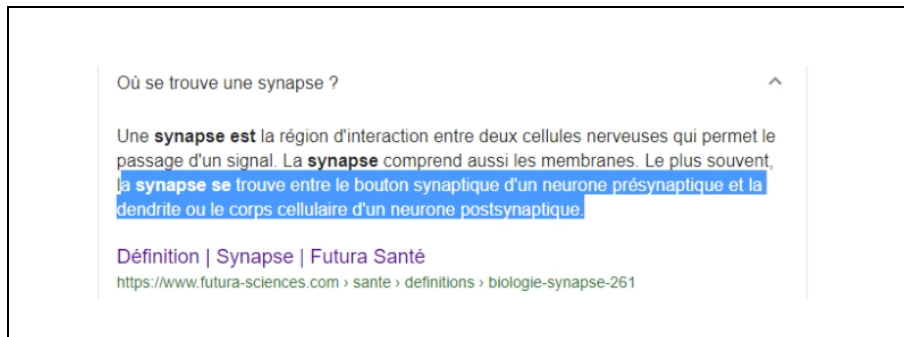 Où se trouve une synapse ?
Une synapse est la région d'interaction entre deux cellules nerveuses qui permet le
passage d'un signal. La synapse comprend aussi les membranes. Le plus souvent,
la synapse se trouve entre le bouton synaptique d'un neurone présynaptique et la
dendrite ou le corps cellulaire d'un neurone postsynaptique.
Définition | Synapse | Futura Santé
https://www.futura-sciences.com › sante › definitions › biologie-synapse-261